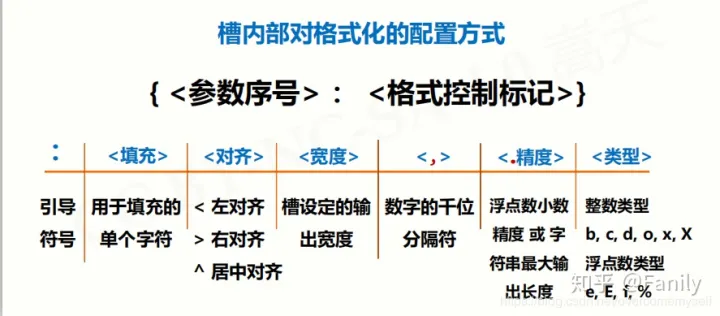 槽内部对格式化的配置方式
{ <参数序号> : <格式控制标记>}
: <填充> <对齐> <宽度> <,> <.精度> <类型>
引导 用于填充的 < 左对齐 槽设定的输 数字的千位 浮点数小数 整数类型
符号 单个字符 > 右对齐 出宽度 分隔符 精度 或 字 b, c, d, o, x, X
^ 居中对齐 符串最大输 浮点数类型
出长度 e, E, f, %
知乎 @Fanily